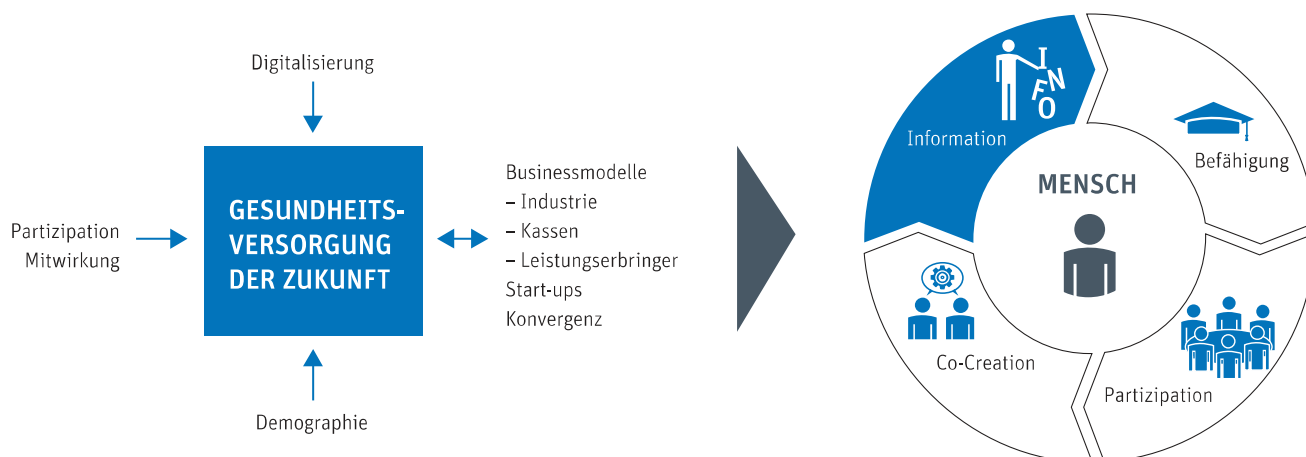 Digitalisierung
Partizipation
Mitwirkung
GESUNDHEITS-
VERSORGUNG
DER ZUKUNFT
Businessmodelle
– Industrie
– Kassen
– Leistungserbringer
Start-ups
Konvergenz
Demographie
INFO
Information
Befähigung
MENSCH
Co-Creation
Partizipation